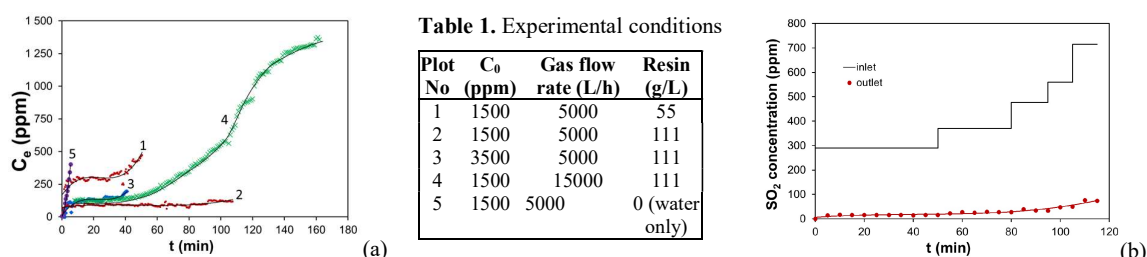 1 500
1 250
1 000
750
500
250
0
C_e (ppm)
5
1
3
4
2
0 20 40 60 80 100 120 140 160 180
t (min)
(a)
Table 1. Experimental conditions
Plot C₀ Gas flow Resin
No (ppm) rate (L/h) (g/L)
1 1500 5000 55
2 1500 5000 111
3 3500 5000 111
4 1500 15000 111
5 1500 5000 0 (water
only)
800
700
600
500
400
300
200
100
0
SO₂ concentration (ppm)
inlet
outlet
0 20 40 60 80 100 120
t (min)
(b)